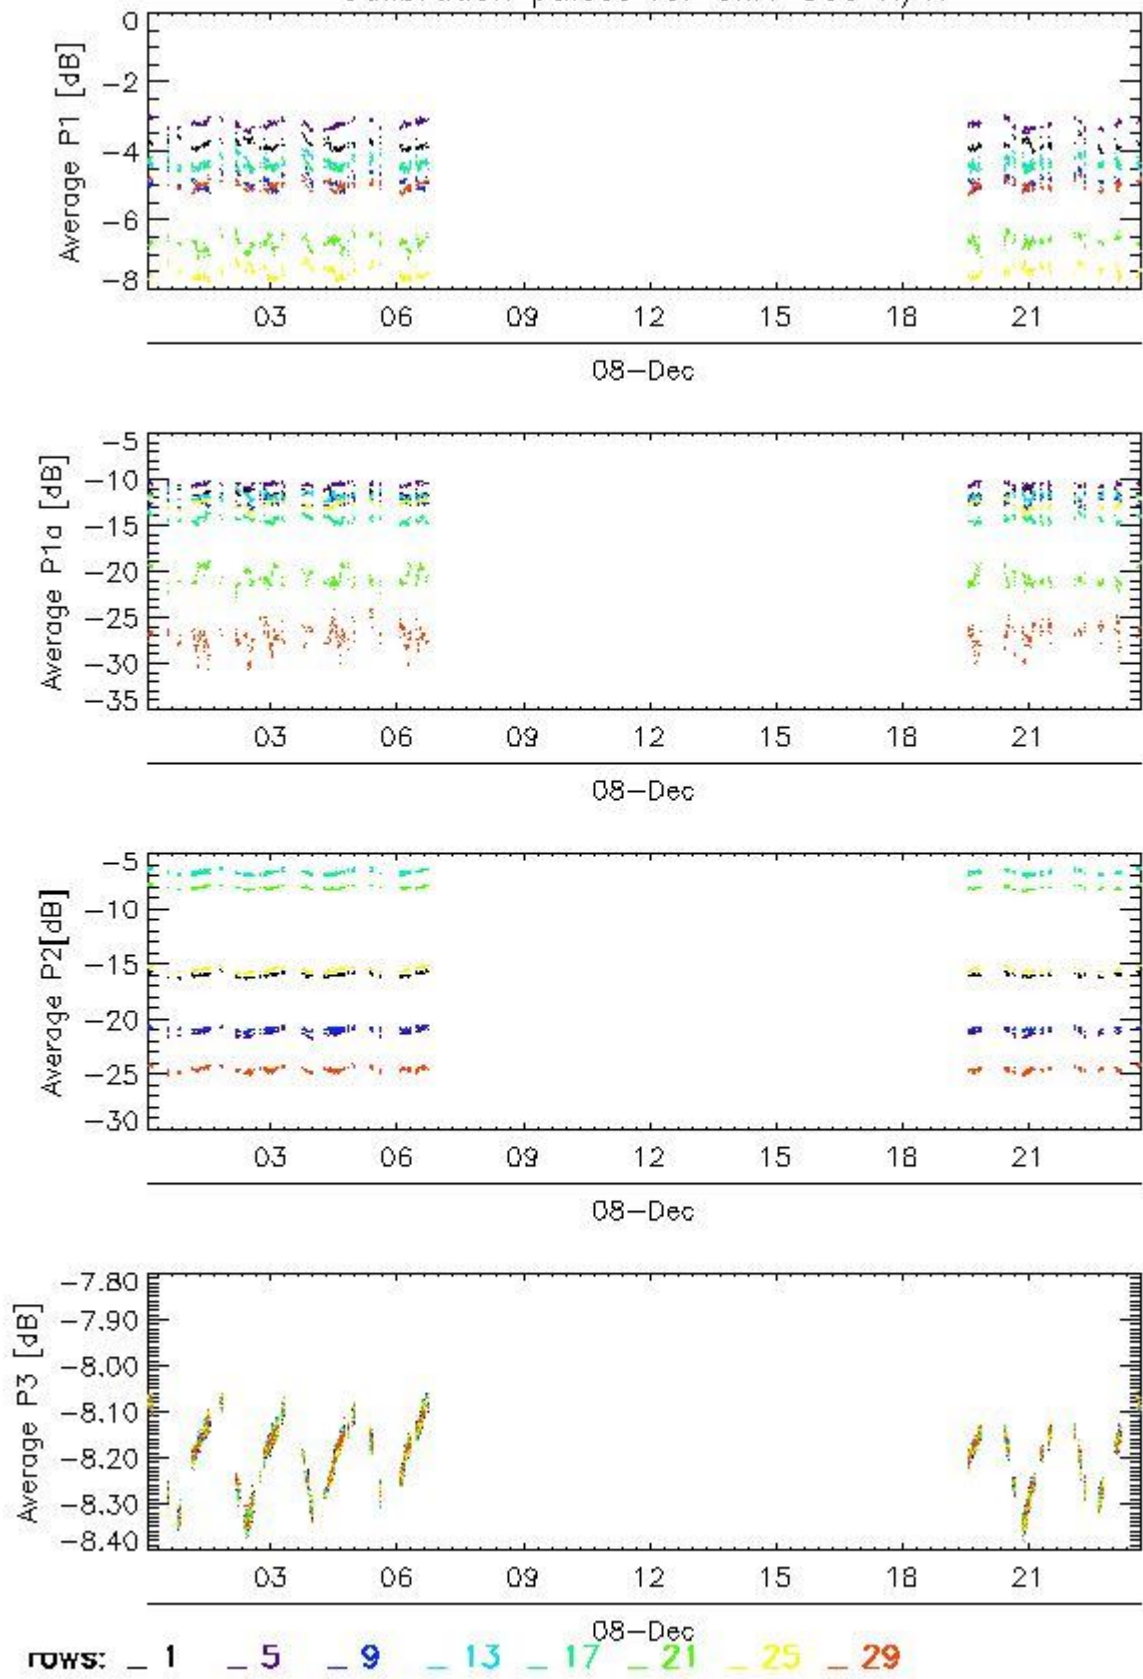 0
-2
-4
-6
-8
Average P1 [dB]
03 06 09 12 15 18 21
08-Dec
-5
-10
-15
-20
-25
-30
-35
Average P1a [dB]
03 06 09 12 15 18 21
08-Dec
-5
-10
-15
-20
-25
-30
Average P2[dB]
03 06 09 12 15 18 21
08-Dec
-7.80
-7.90
-8.00
-8.10
-8.20
-8.30
-8.40
Average P3 [dB]
03 06 09 12 15 18 21
08-Dec
rows: _ 1 _ 5 _ 9 _ 13 _ 17 _ 21 _ 25 _ 29